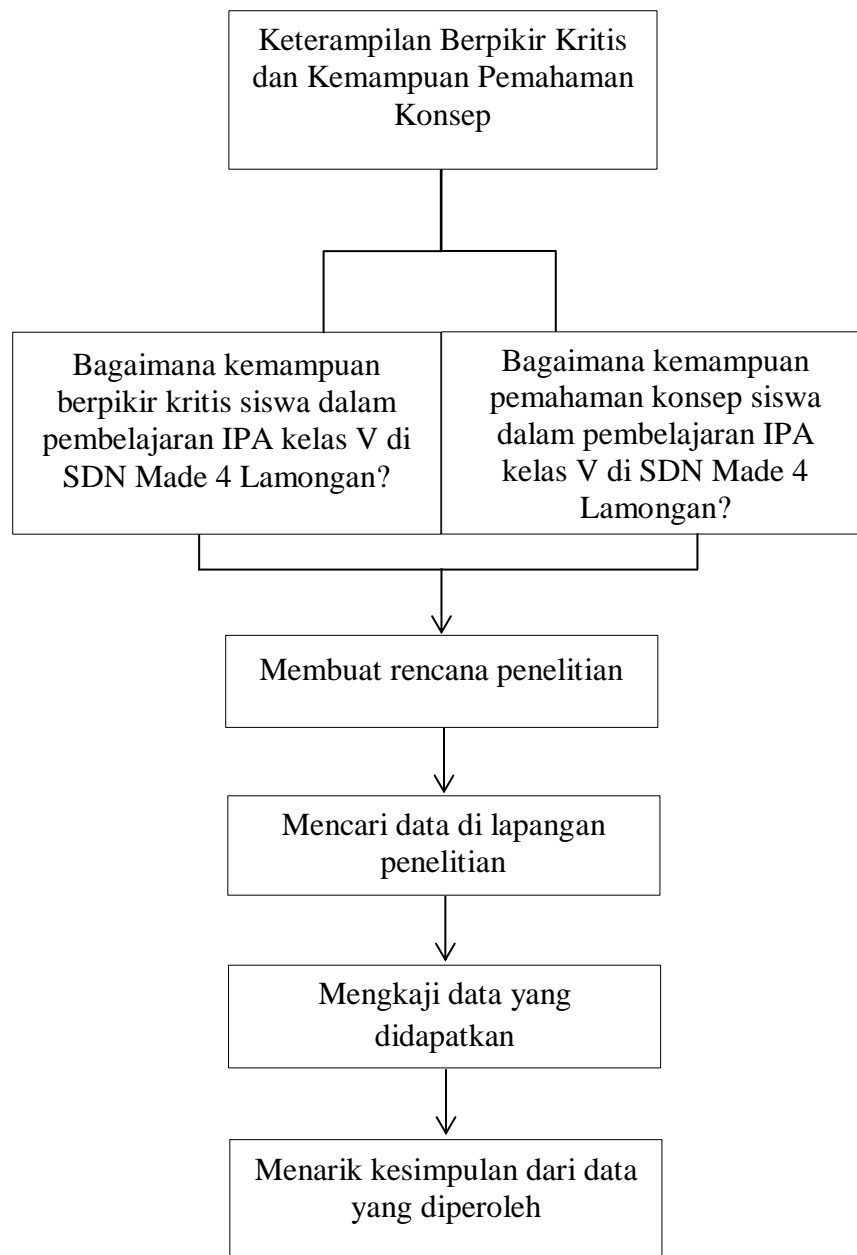 Keterampilan Berpikir Kritis
dan Kemampuan Pemahaman
Konsep
Bagaimana kemampuan
berpikir kritis siswa dalam
pembelajaran IPA kelas V di
SDN Made 4 Lamongan?
Bagaimana kemampuan
pemahaman konsep siswa
dalam pembelajaran IPA
kelas V di SDN Made 4
Lamongan?
Membuat rencana penelitian
Mencari data di lapangan
penelitian
Mengkaji data yang
didapatkan
Menarik kesimpulan dari data
yang diperoleh